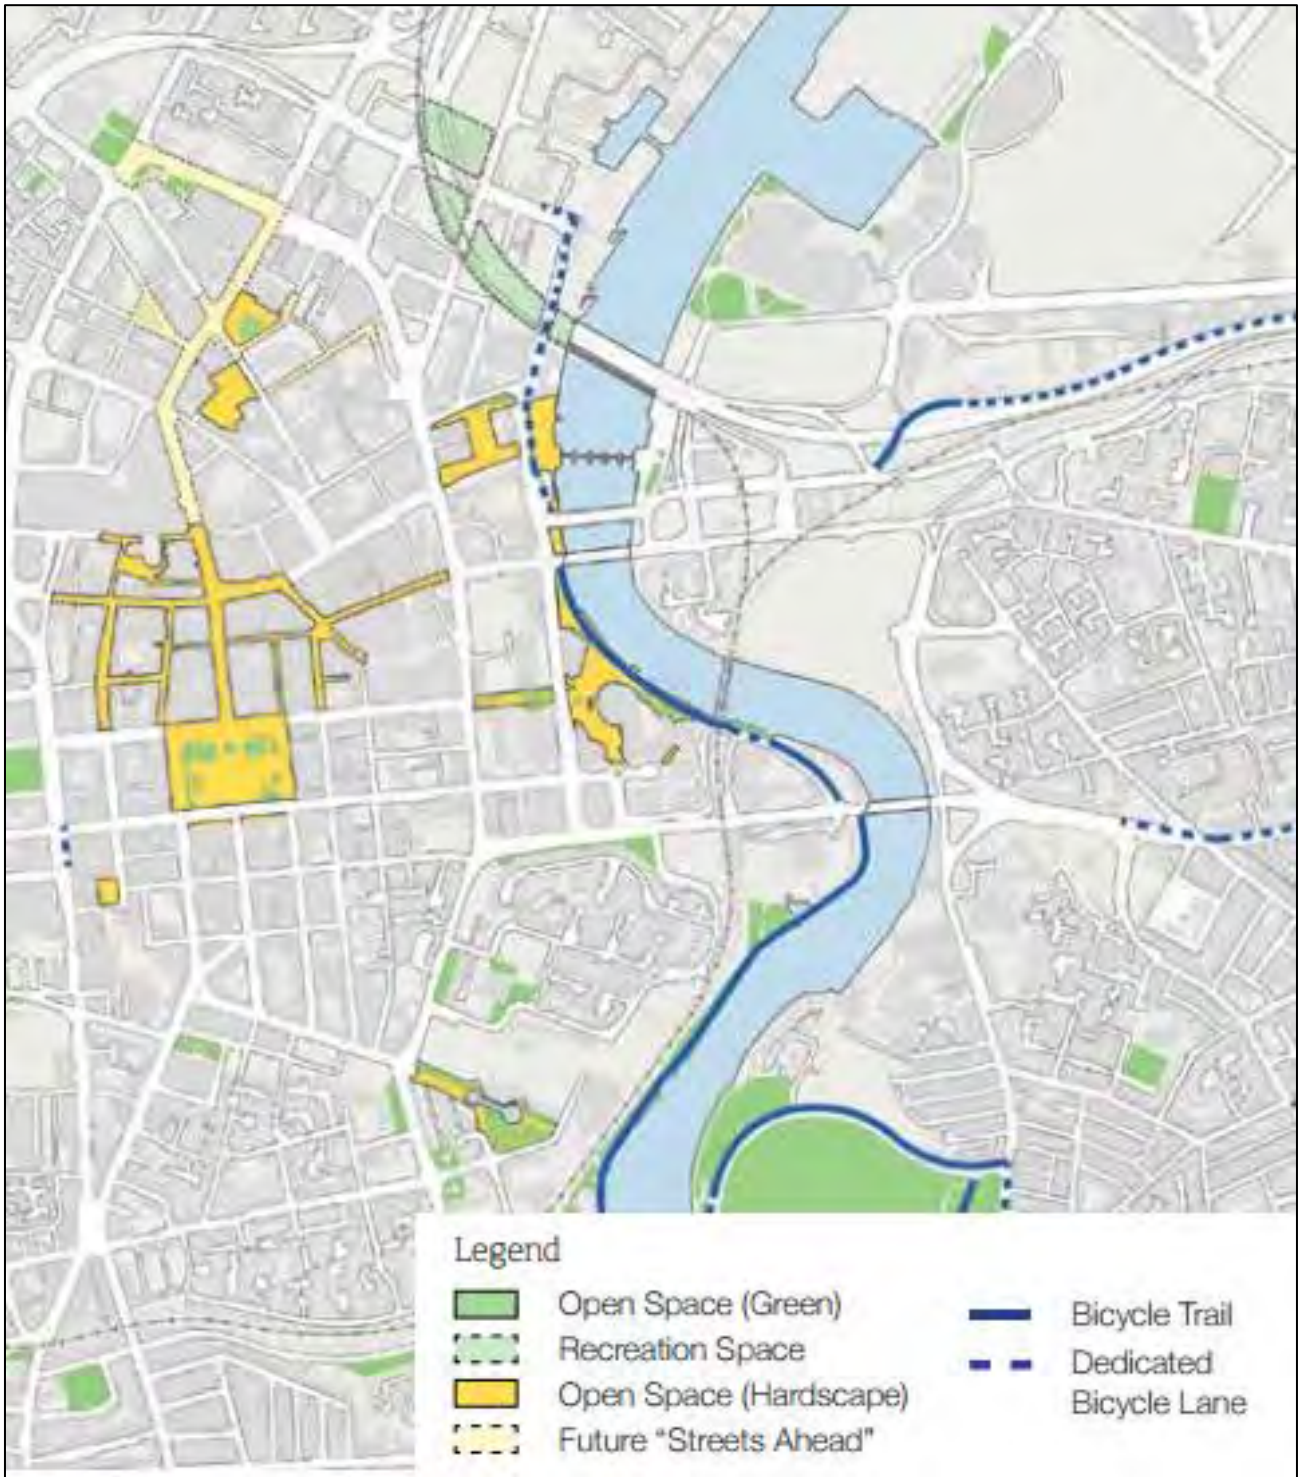 Legend
Open Space (Green)
Recreation Space
Open Space (Hardscape)
Future “Streets Ahead”
Bicycle Trail
Dedicated
Bicycle Lane